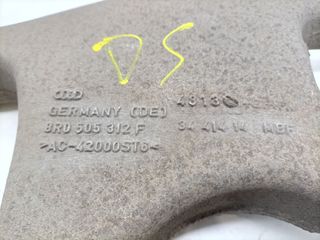 DS
4313
GERMANY (DE)
8R0 505 312 F 34 414 14 MBF
>AC-42000ST6<